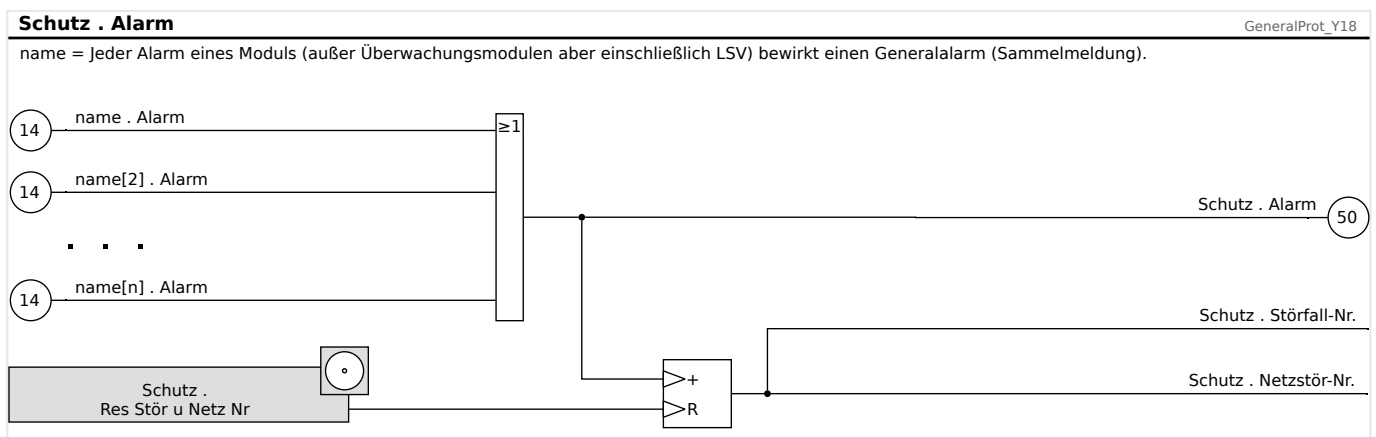 Schutz . Alarm
GeneralProt_Y18
name = Jeder Alarm eines Moduls (außer Überwachungsmodulen aber einschließlich LSV) bewirkt einen Generalalarm (Sammelmeldung).
14
name . Alarm
≥1
14
name[2] . Alarm
Schutz . Alarm
50
. . .
14
name[n] . Alarm
Schutz . Störfall-Nr.
Schutz .
Res Stör u Netz Nr
+
R
Schutz . Netzstör-Nr.